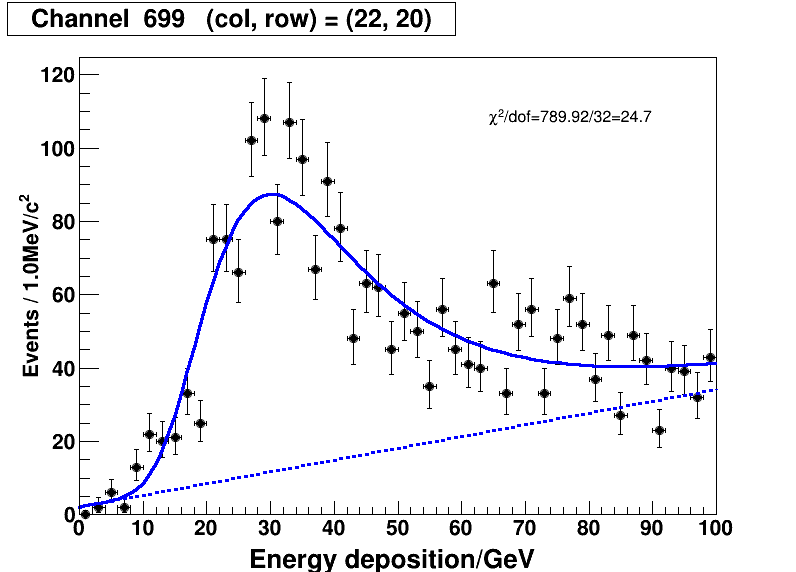 Channel  699   (col, row) = (22, 20)
χ²/dof=789.92/32=24.7
Events / 1.0MeV/c²
120
100
80
60
40
20
0
0 10 20 30 40 50 60 70 80 90 100
Energy deposition/GeV